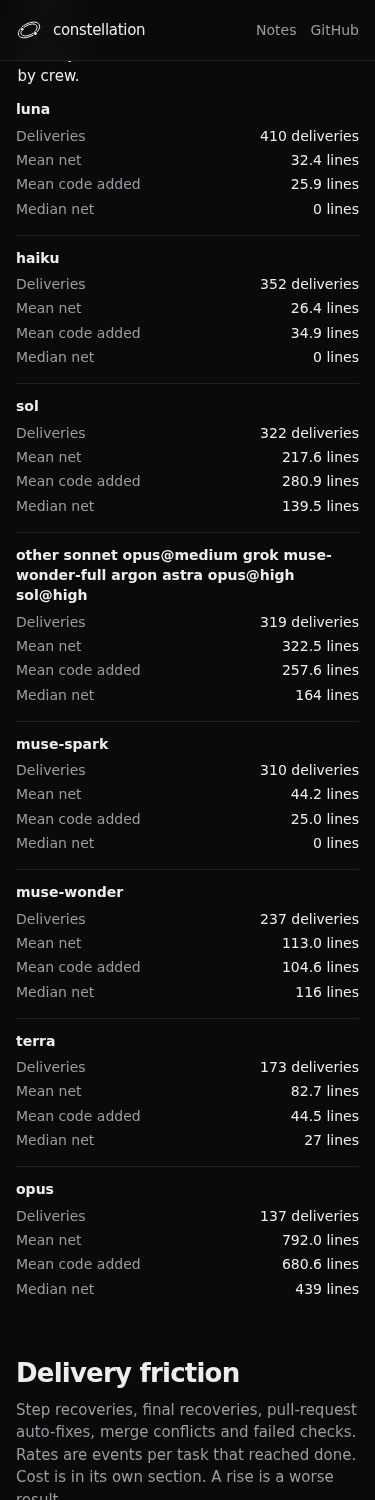 constellation Notes GitHub
by crew.
luna
Deliveries 410 deliveries
Mean net 32.4 lines
Mean code added 25.9 lines
Median net 0 lines
haiku
Deliveries 352 deliveries
Mean net 26.4 lines
Mean code added 34.9 lines
Median net 0 lines
sol
Deliveries 322 deliveries
Mean net 217.6 lines
Mean code added 280.9 lines
Median net 139.5 lines
other sonnet opus@medium grok muse-
wonder-full argon astra opus@high
sol@high
Deliveries 319 deliveries
Mean net 322.5 lines
Mean code added 257.6 lines
Median net 164 lines
muse-spark
Deliveries 310 deliveries
Mean net 44.2 lines
Mean code added 25.0 lines
Median net 0 lines
muse-wonder
Deliveries 237 deliveries
Mean net 113.0 lines
Mean code added 104.6 lines
Median net 116 lines
terra
Deliveries 173 deliveries
Mean net 82.7 lines
Mean code added 44.5 lines
Median net 27 lines
opus
Deliveries 137 deliveries
Mean net 792.0 lines
Mean code added 680.6 lines
Median net 439 lines
Delivery friction
Step recoveries, final recoveries, pull-request
auto-fixes, merge conflicts and failed checks.
Rates are events per task that reached done.
Cost is in its own section. A rise is a worse
result.